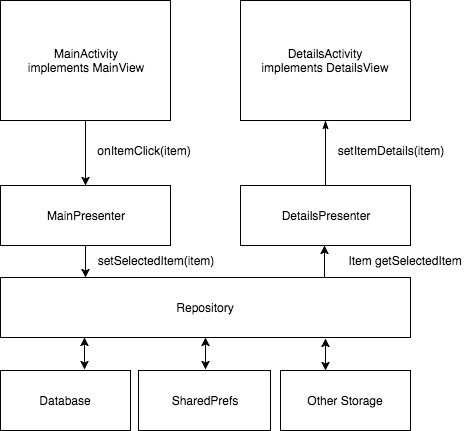 MainActivity
implements MainView
DetailsActivity
implements DetailsView
onItemClick(item)
setItemDetails(item)
MainPresenter
DetailsPresenter
setSelectedItem(item)
Item getSelectedItem
Repository
Database
SharedPrefs
Other Storage